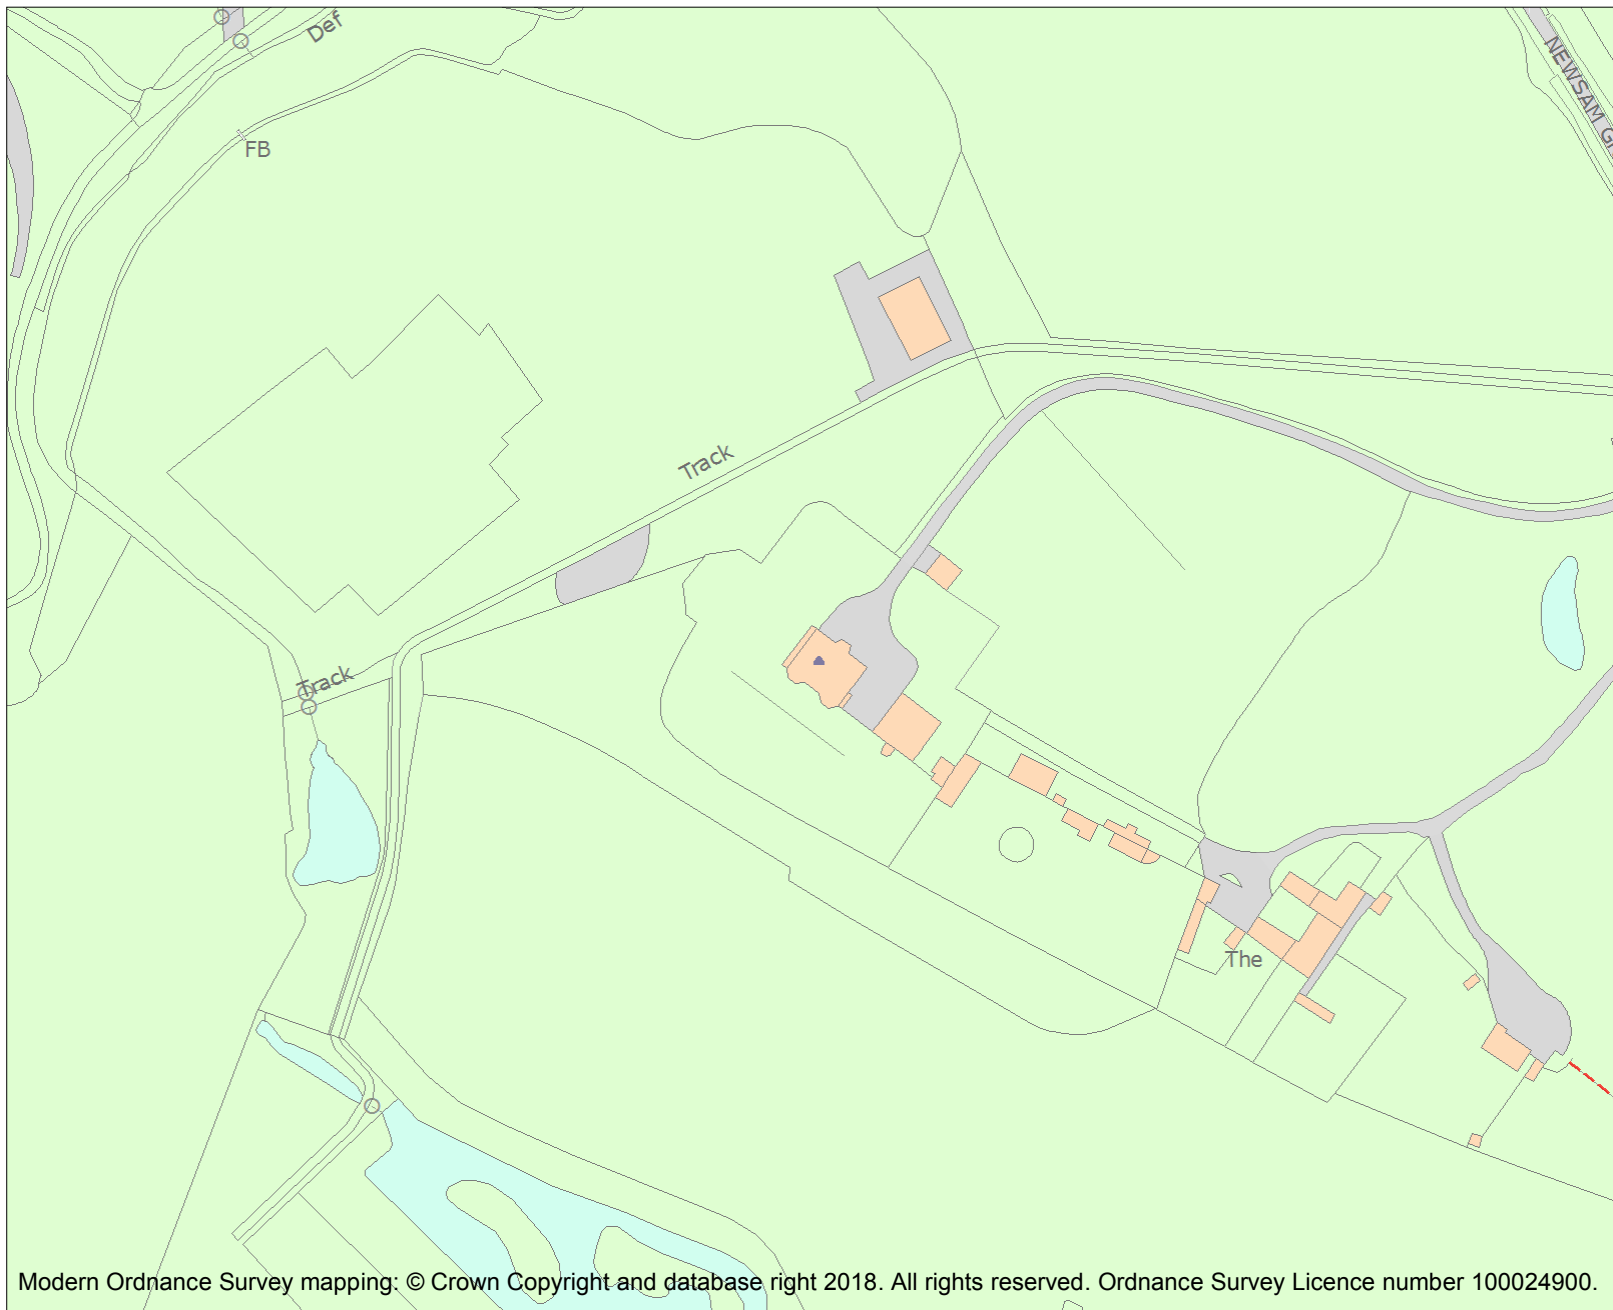 Def
NEWSAM G
FB
Track
Track
The
Modern Ordnance Survey mapping: © Crown Copyright and database right 2018. All rights reserved. Ordnance Survey Licence number 100024900.